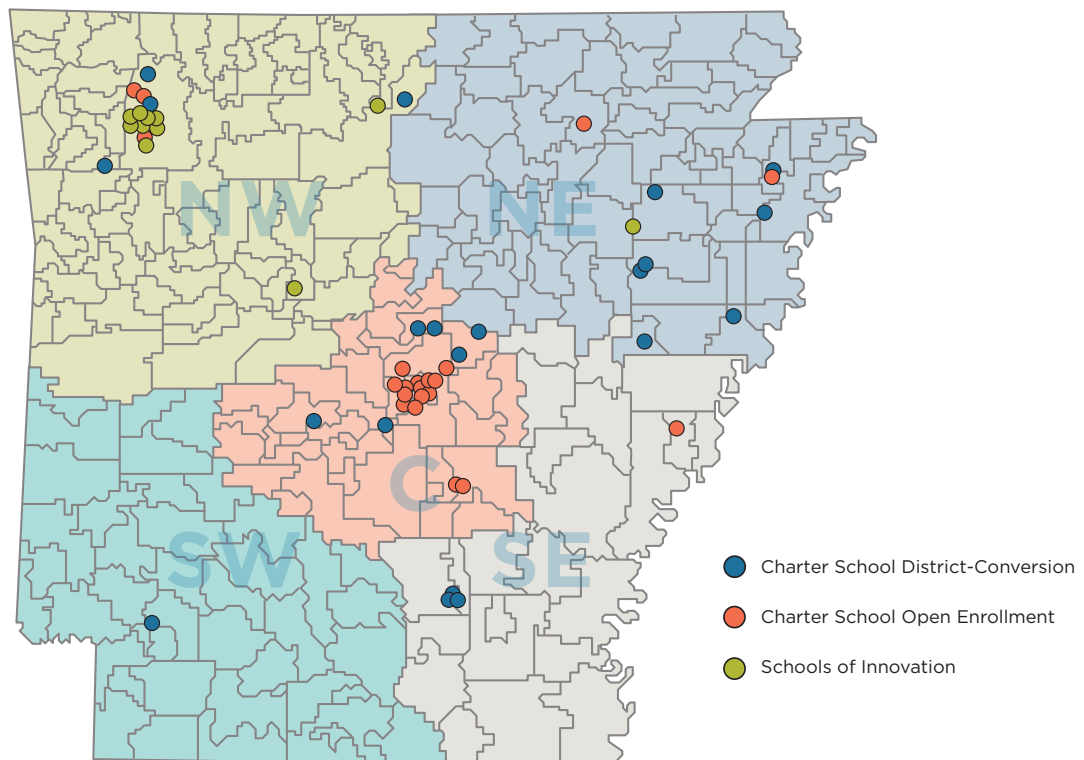 NW
NE
C
SW
SE
Charter School District-Conversion
Charter School Open Enrollment
Schools of Innovation